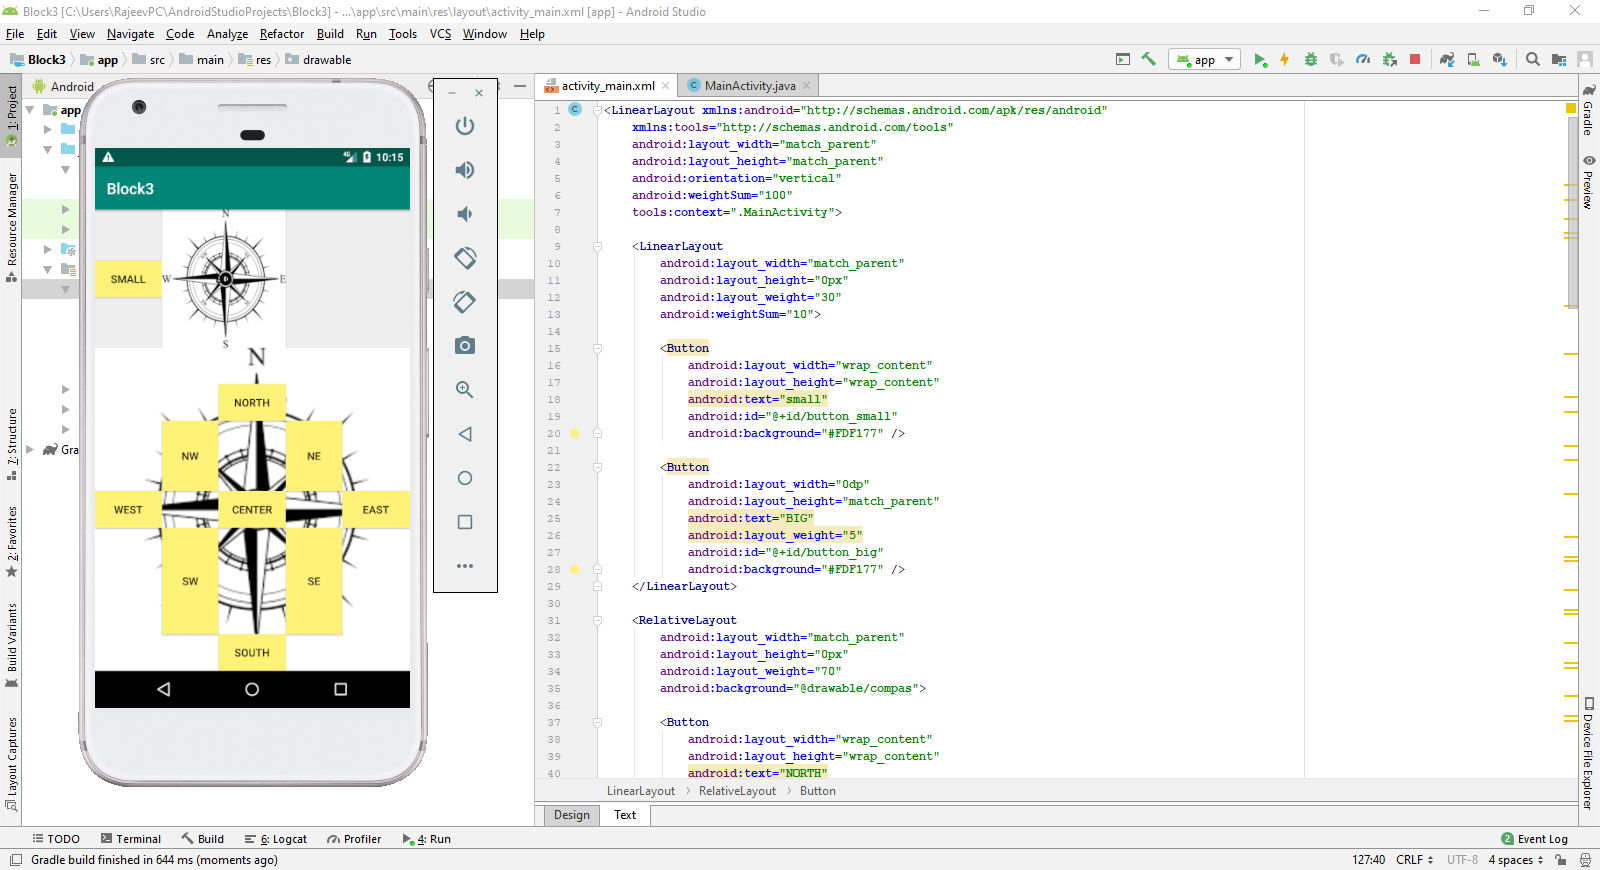 Block3 [C:\Users\RajeevPC\AndroidStudioProjects\Block3] - ...\app\src\main\res\layout\activity_main.xml [app] - Android Studio
File Edit View Navigate Code Analyze Refactor Build Run Tools VCS Window Help
Block3 app src main res drawable
app
Android
activity_main.xml
MainActivity.java
1: Project
Resource Manager
7: Structure
2: Favorites
Build Variants
Layout Captures
app
Gra
4G 10:15
Block3
N
SMALL
W
E
S
N
NORTH
NW
NE
WEST
CENTER
EAST
SW
SE
SOUTH
1 <LinearLayout xmlns:android="http://schemas.android.com/apk/res/android"
2 xmlns:tools="http://schemas.android.com/tools"
3 android:layout_width="match_parent"
4 android:layout_height="match_parent"
5 android:orientation="vertical"
6 android:weightSum="100"
7 tools:context=".MainActivity">
8
9 <LinearLayout
10 android:layout_width="match_parent"
11 android:layout_height="0px"
12 android:layout_weight="30"
13 android:weightSum="10">
14
15 <Button
16 android:layout_width="wrap_content"
17 android:layout_height="wrap_content"
18 android:text="small"
19 android:id="@+id/button_small"
20 android:background="#FDF177" />
21
22 <Button
23 android:layout_width="0dp"
24 android:layout_height="match_parent"
25 android:text="BIG"
26 android:layout_weight="5"
27 android:id="@+id/button_big"
28 android:background="#FDF177" />
29 </LinearLayout>
30
31 <RelativeLayout
32 android:layout_width="match_parent"
33 android:layout_height="0px"
34 android:layout_weight="70"
35 android:background="@drawable/compas">
36
37 <Button
38 android:layout_width="wrap_content"
39 android:layout_height="wrap_content"
40 android:text="NORTH"
LinearLayout RelativeLayout Button
Design Text
Gradle
Preview
Device File Explorer
TODO Terminal Build 6: Logcat Profiler 4: Run
2 Event Log
Gradle build finished in 644 ms (moments ago)
127:40 CRLF UTF-8 4 spaces